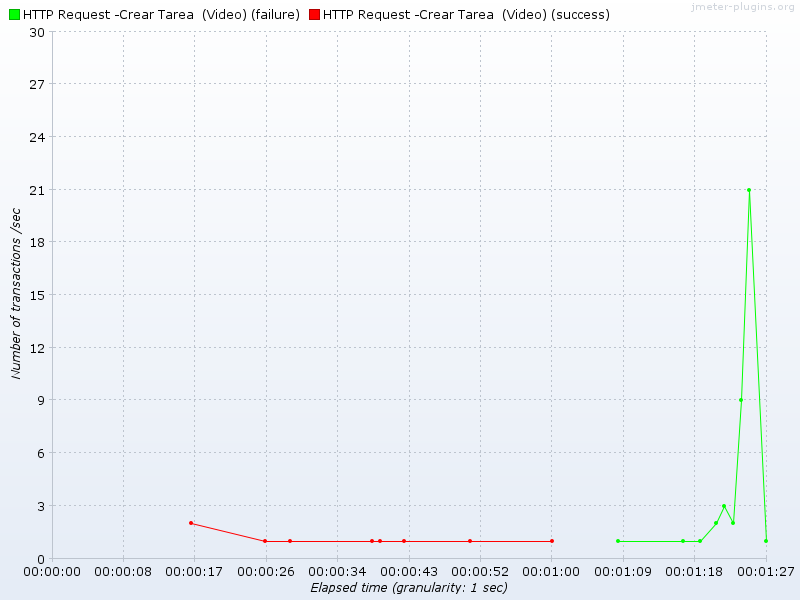 jmeter-plugins.org
HTTP Request -Crear Tarea  (Video) (failure) HTTP Request -Crear Tarea  (Video) (success)
30
27
24
21
18
15
12
9
6
3
0
Number of transactions /sec
00:00:00 00:00:08 00:00:17 00:00:26 00:00:34 00:00:43 00:00:52 00:01:00 00:01:09 00:01:18 00:01:27
Elapsed time (granularity: 1 sec)